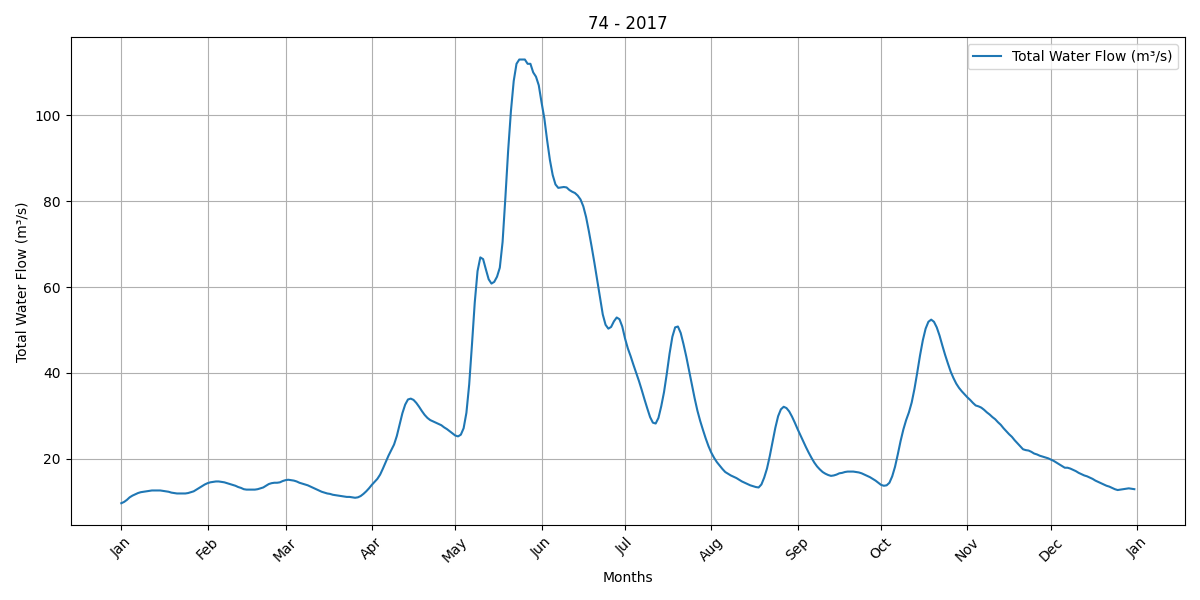 74 - 2017
Total Water Flow (m³/s)
Total Water Flow (m³/s)
100
80
60
40
20
Jan
Feb
Mar
Apr
May
Jun
Jul
Aug
Sep
Oct
Nov
Dec
Jan
Months